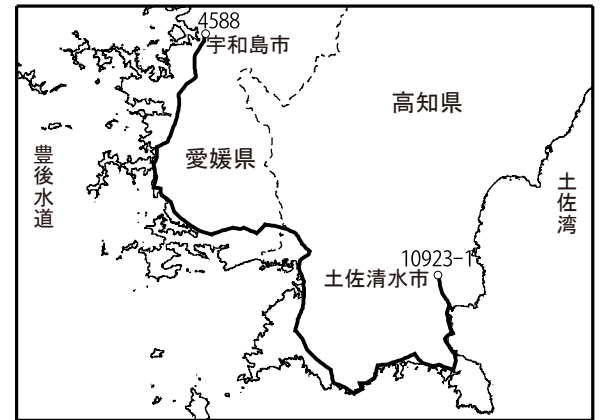 4588
宇和島市
高知県
愛媛県
豊後水道
土佐湾
10923-1
土佐清水市